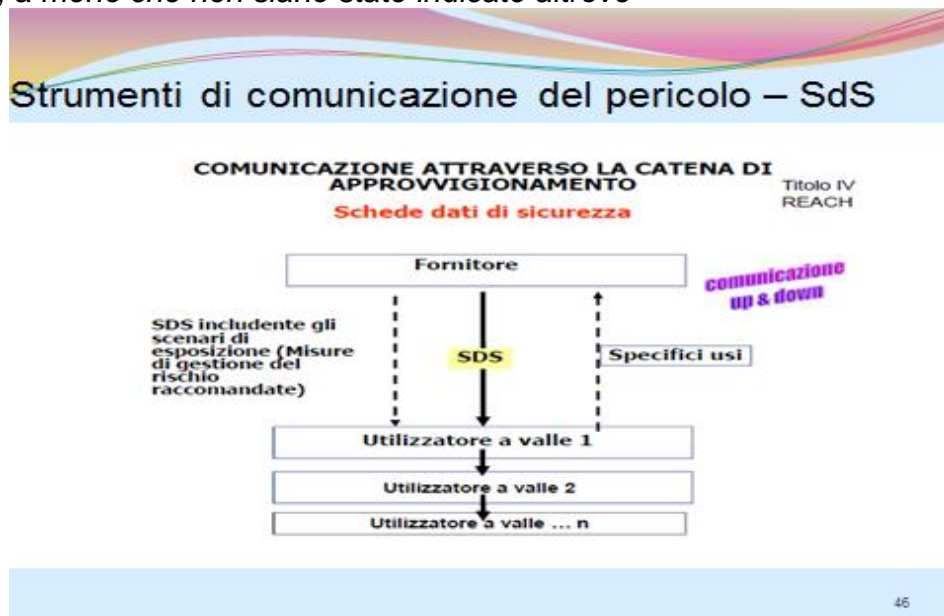 a meno che non siano state indicate altrove
Strumenti di comunicazione del pericolo – SdS
COMUNICAZIONE ATTRAVERSO LA CATENA DI
APPROVVIGIONAMENTO
Titolo IV
REACH
Schede dati di sicurezza
Fornitore
comunicazione
up & down
SDS includente gli
scenari di
esposizione (Misure
di gestione del
rischio
raccomandate)
SDS
Specifici usi
Utilizzatore a valle 1
Utilizzatore a valle 2
Utilizzatore a valle ... n
46